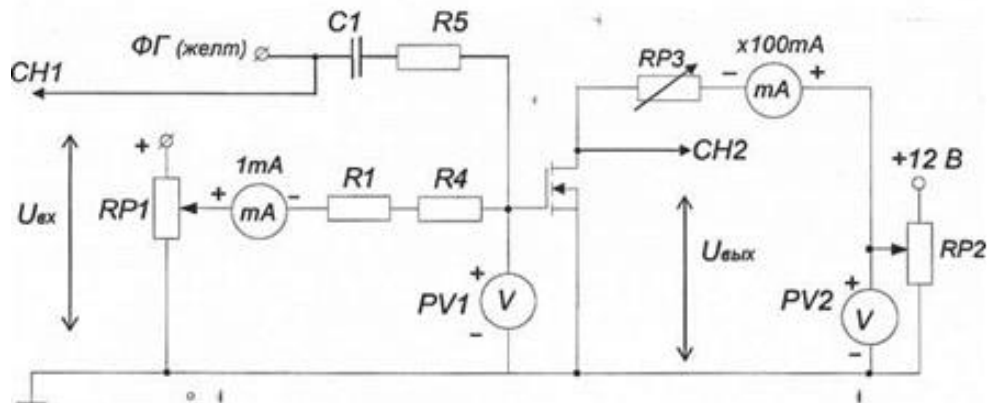 C1
R5
ФГ (желт)
CH1
RP3
x100mA
- +
mA
CH2
+12 В
+
1mA
R1
R4
Uвх
RP1
+ -
mA
Uвых
RP2
+
PV1
V
-
+
PV2
V
-